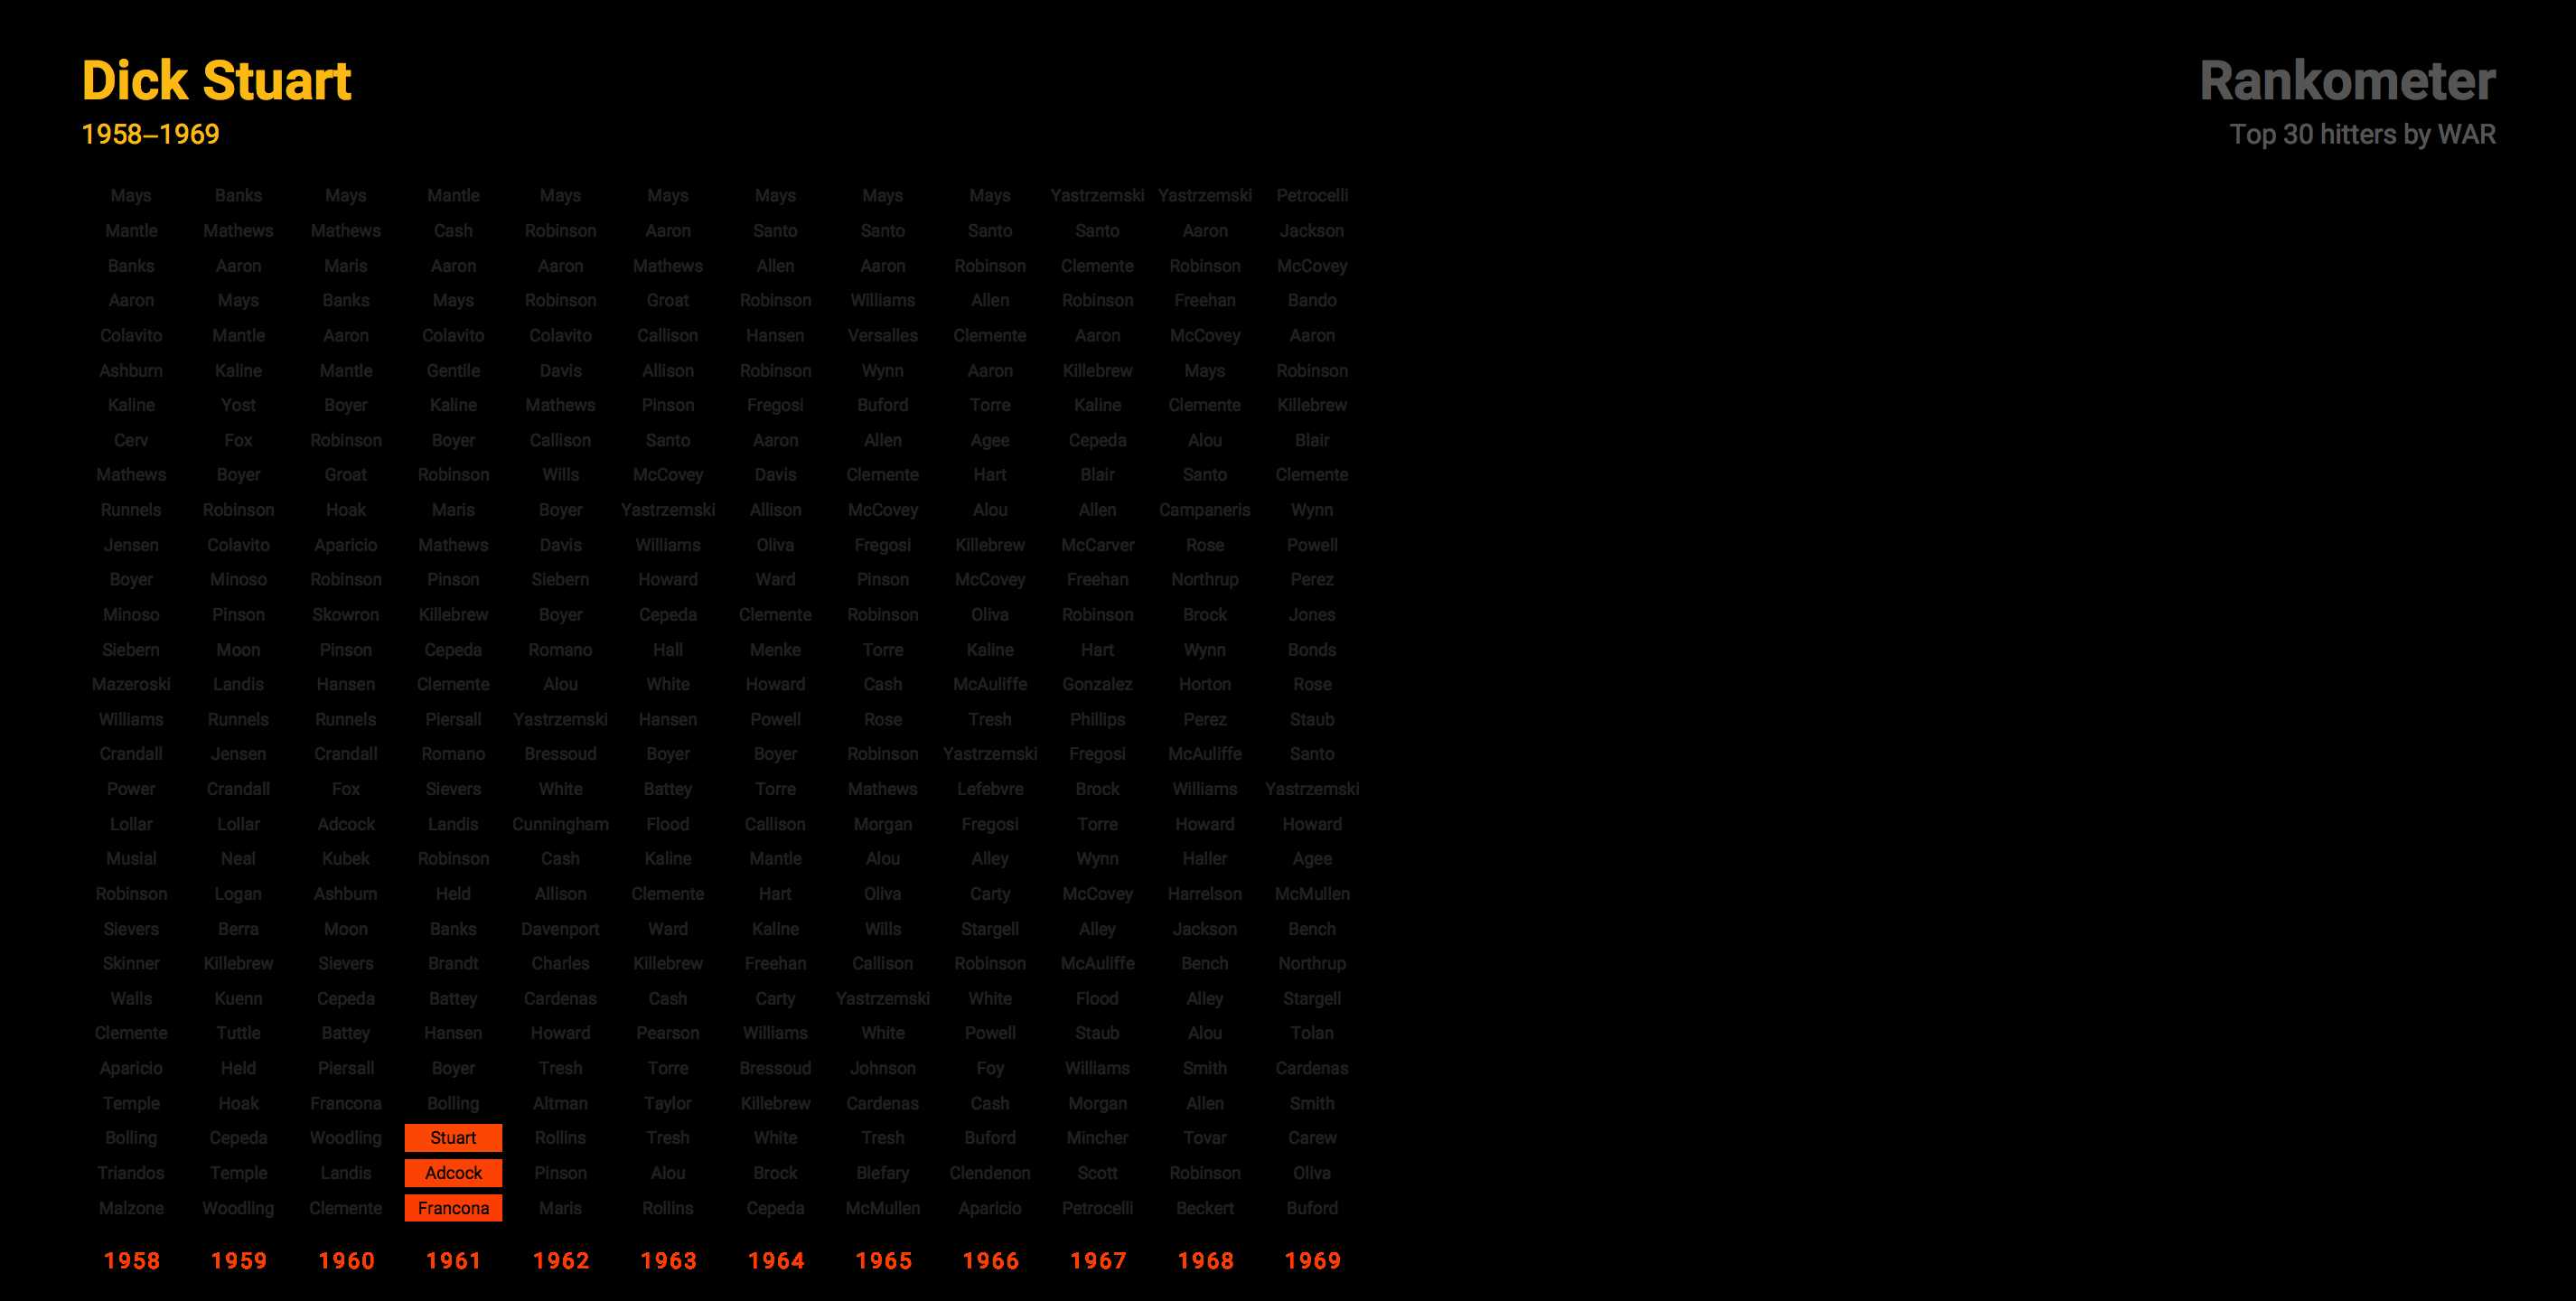 Dick Stuart
1958–1969
Rankometer
Top 30 hitters by WAR
Mays Banks Mays Mantle Mays Mays Mays Mays Mays Yastrzemski Yastrzemski Petrocelli
Mantle Mathews Mathews Cash Robinson Aaron Santo Santo Santo Santo Aaron Jackson
Banks Aaron Maris Aaron Aaron Mathews Allen Aaron Robinson Clemente Robinson McCovey
Aaron Mays Banks Mays Robinson Groat Robinson Williams Allen Robinson Freehan Bando
Colavito Mantle Aaron Colavito Colavito Callison Hansen Versalles Clemente Aaron McCovey Aaron
Ashburn Kaline Mantle Gentile Davis Allison Robinson Wynn Aaron Killebrew Mays Robinson
Kaline Yost Boyer Kaline Mathews Pinson Fregosi Buford Torre Kaline Clemente Killebrew
Cerv Fox Robinson Boyer Callison Santo Aaron Allen Agee Cepeda Alou Blair
Mathews Boyer Groat Robinson Wills McCovey Davis Clemente Hart Blair Santo Clemente
Runnels Robinson Hoak Maris Boyer Yastrzemski Allison McCovey Alou Allen Campaneris Wynn
Jensen Colavito Aparicio Mathews Davis Williams Oliva Fregosi Killebrew McCarver Rose Powell
Boyer Minoso Robinson Pinson Siebern Howard Ward Pinson McCovey Freehan Northrup Perez
Minoso Pinson Skowron Killebrew Boyer Cepeda Clemente Robinson Oliva Robinson Brock Jones
Siebern Moon Pinson Cepeda Romano Hall Menke Torre Kaline Hart Wynn Bonds
Mazeroski Landis Hansen Clemente Alou White Howard Cash McAuliffe Gonzalez Horton Rose
Williams Runnels Runnels Piersall Yastrzemski Hansen Powell Rose Tresh Phillips Perez Staub
Crandall Jensen Crandall Romano Bressoud Boyer Boyer Robinson Yastrzemski Fregosi McAuliffe Santo
Power Crandall Fox Sievers White Battey Torre Mathews Lefebvre Brock Williams Yastrzemski
Lollar Lollar Adcock Landis Cunningham Flood Callison Morgan Fregosi Torre Howard Howard
Musial Neal Kubek Robinson Cash Kaline Mantle Alou Alley Wynn Haller Agee
Robinson Logan Ashburn Held Allison Clemente Hart Oliva Carty McCovey Harrelson McMullen
Sievers Berra Moon Banks Davenport Ward Kaline Wills Stargell Alley Jackson Bench
Skinner Killebrew Sievers Brandt Charles Killebrew Freehan Callison Robinson McAuliffe Bench Northrup
Walls Kuenn Cepeda Battey Cardenas Cash Carty Yastrzemski White Flood Alley Stargell
Clemente Tuttle Battey Hansen Howard Pearson Williams White Powell Staub Alou Tolan
Aparicio Held Piersall Boyer Tresh Torre Bressoud Johnson Foy Williams Smith Cardenas
Temple Hoak Francona Bolling Altman Taylor Killebrew Cardenas Cash Morgan Allen Smith
Bolling Cepeda Woodling Stuart Rollins Tresh White Tresh Buford Mincher Tovar Carew
Triandos Temple Landis Adcock Pinson Alou Brock Blefary Clendenon Scott Robinson Oliva
Malzone Woodling Clemente Francona Maris Rollins Cepeda McMullen Aparicio Petrocelli Beckert Buford
1958 1959 1960 1961 1962 1963 1964 1965 1966 1967 1968 1969